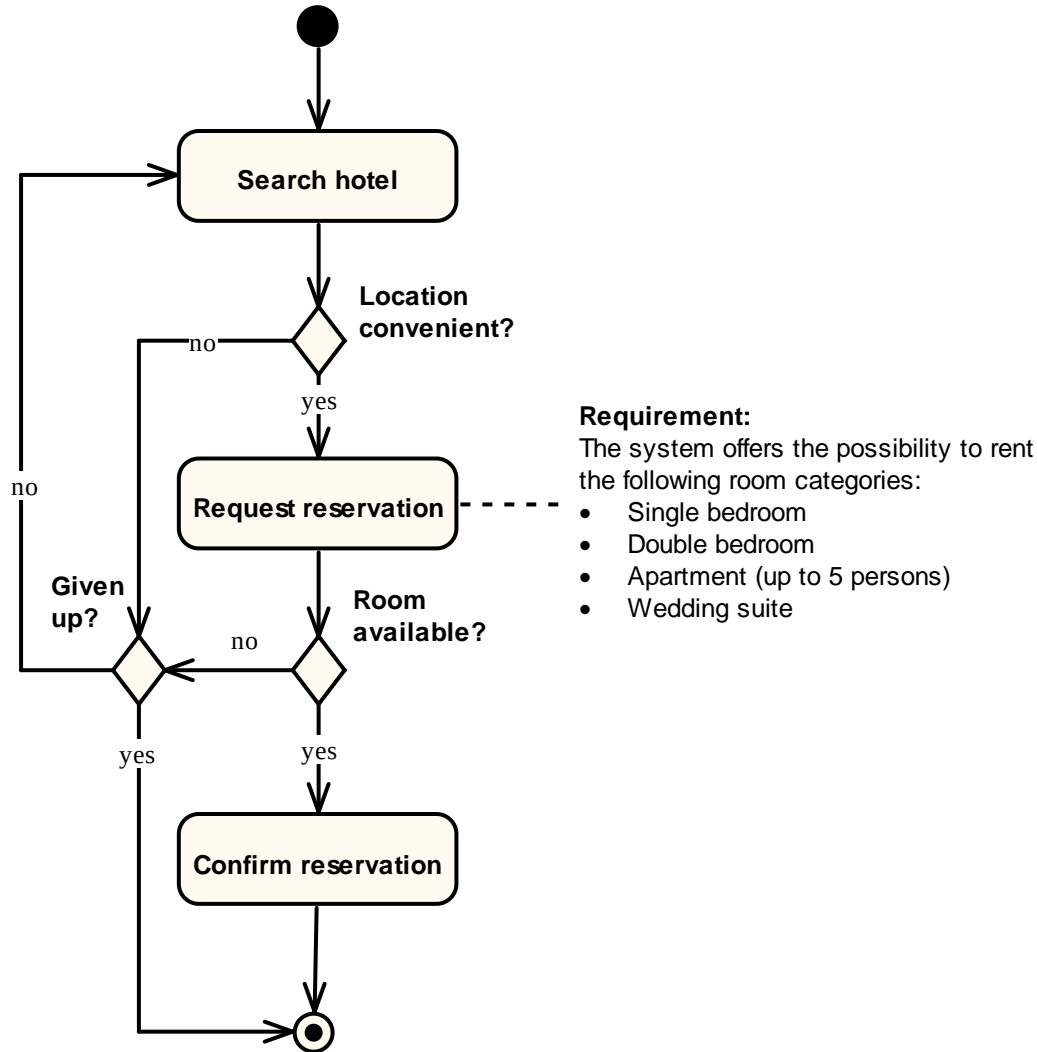 Search hotel
Location
convenient?
no
yes
Requirement:
The system offers the possibility to rent
the following room categories:
• Single bedroom
• Double bedroom
• Apartment (up to 5 persons)
• Wedding suite
no
Request reservation
Given
up?
Room
available?
no
yes
yes
Confirm reservation